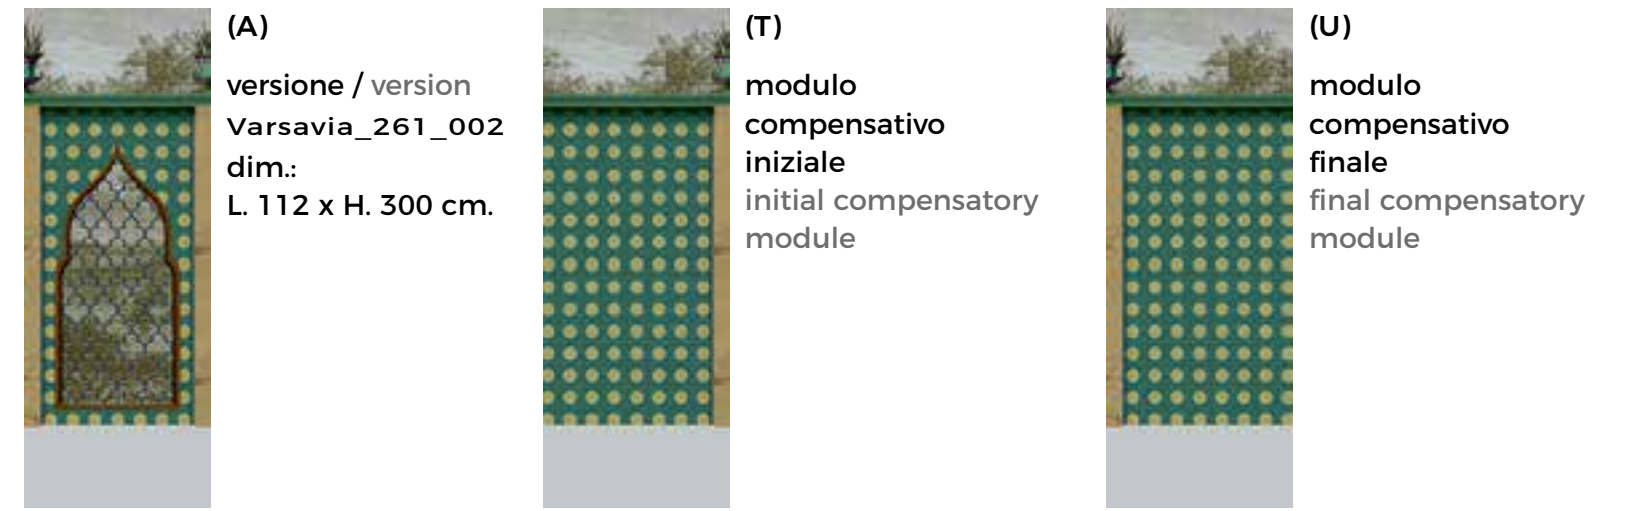 (A)
versione / version
Varsavia_261_002
dim.:
L. 112 x H. 300 cm.
(T)
modulo
compensativo
iniziale
initial compensatory
module
(U)
modulo
compensativo
finale
final compensatory
module